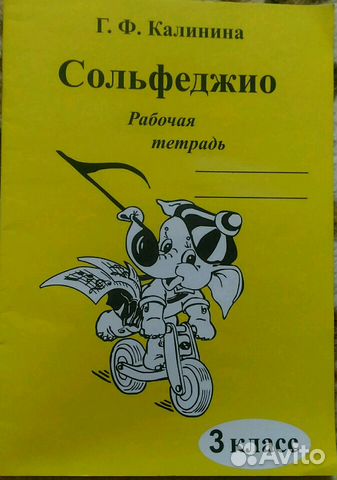 Г. Ф. Калинина
Сольфеджио
Рабочая
тетрадь
3 класс
Avito